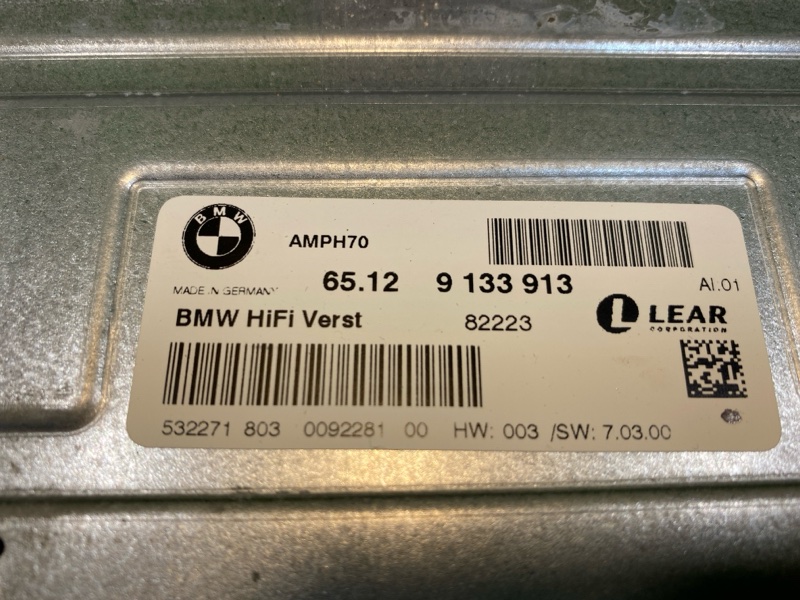 BMW
AMPH70
65.12 9 133 913
MADE IN GERMANY
AI.01
BMW HiFi Verst 82223
LEAR
CORPORATION
532271 803 0092281 00 HW: 003 /SW: 7.03.00